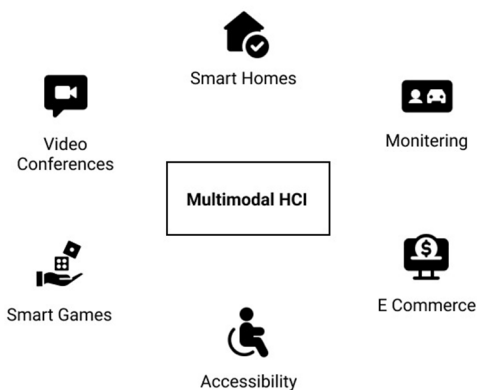 Smart Homes
Video
Conferences
Monitering
Multimodal HCI
Smart Games
E Commerce
Accessibility
$